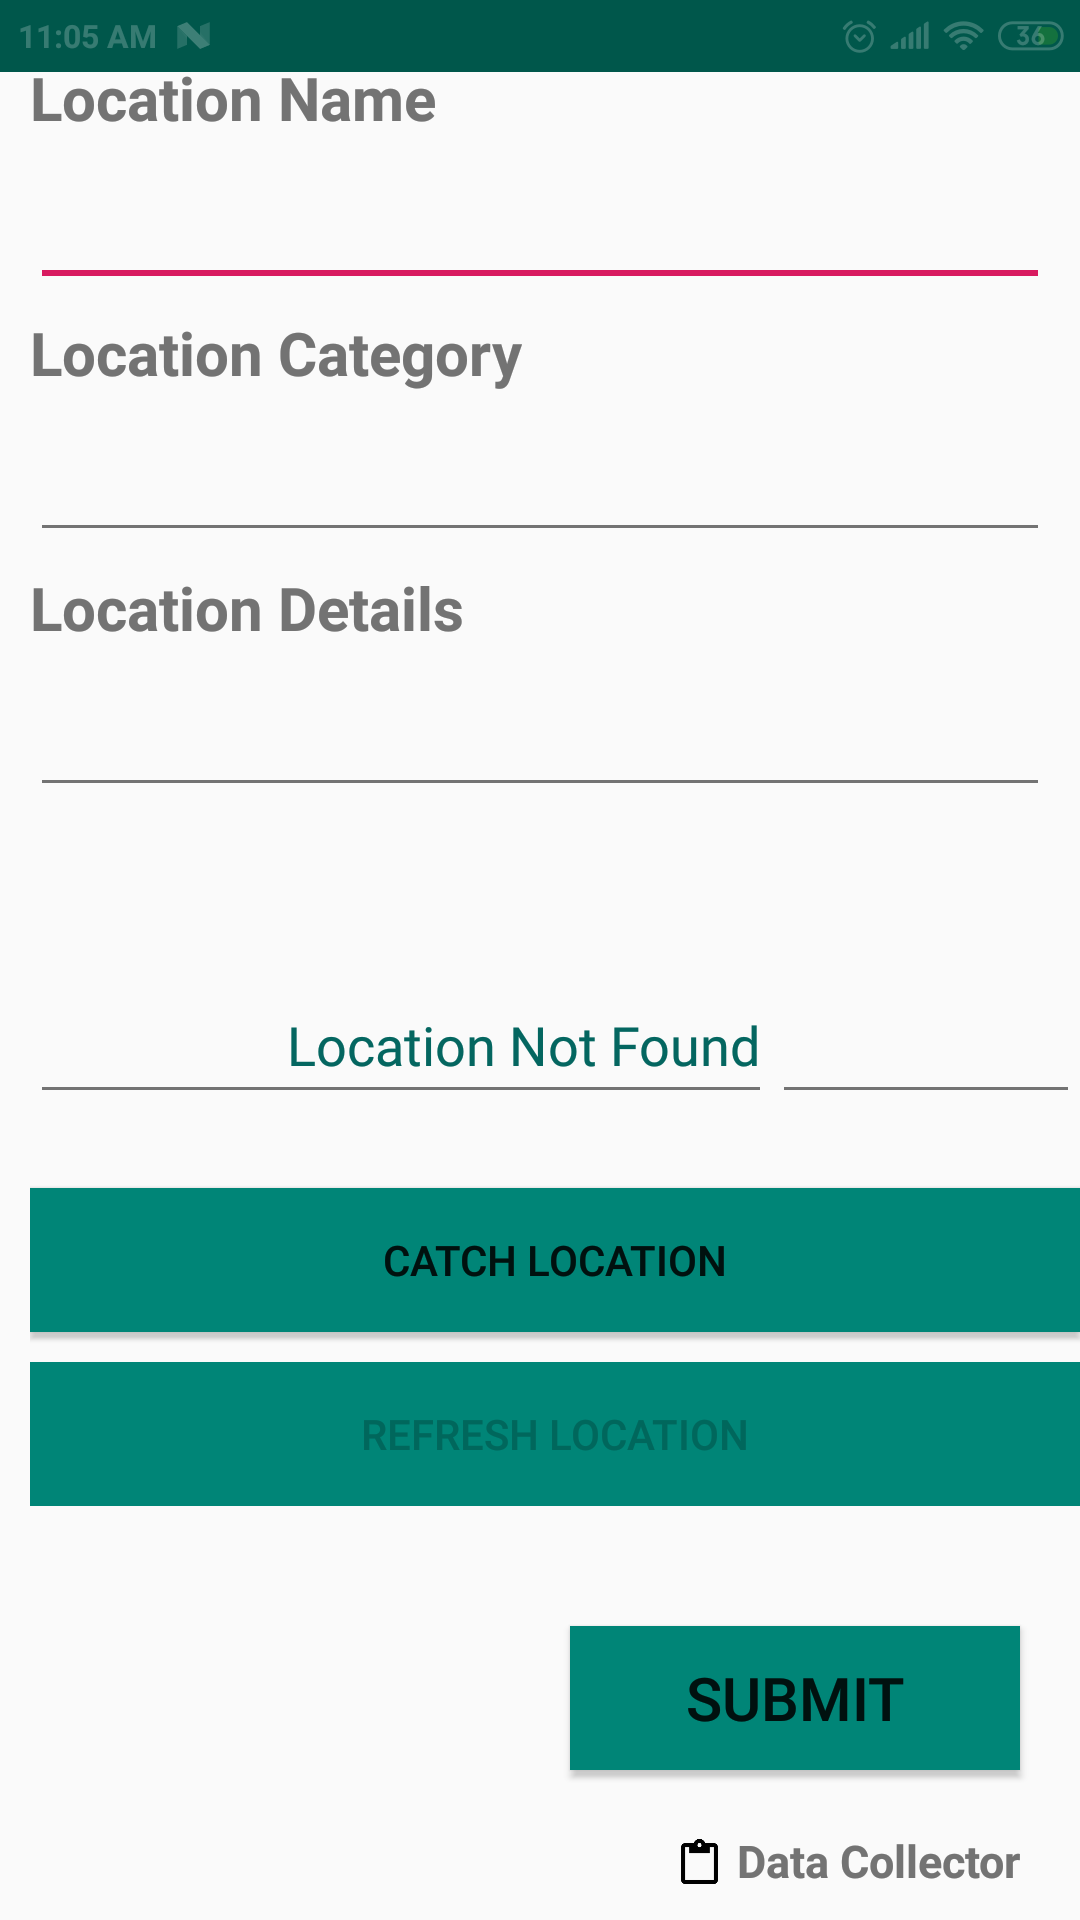 11:05 AM 36
Location Name
Location Category
Location Details
Location Not Found
CATCH LOCATION
REFRESH LOCATION
SUBMIT
Data Collector